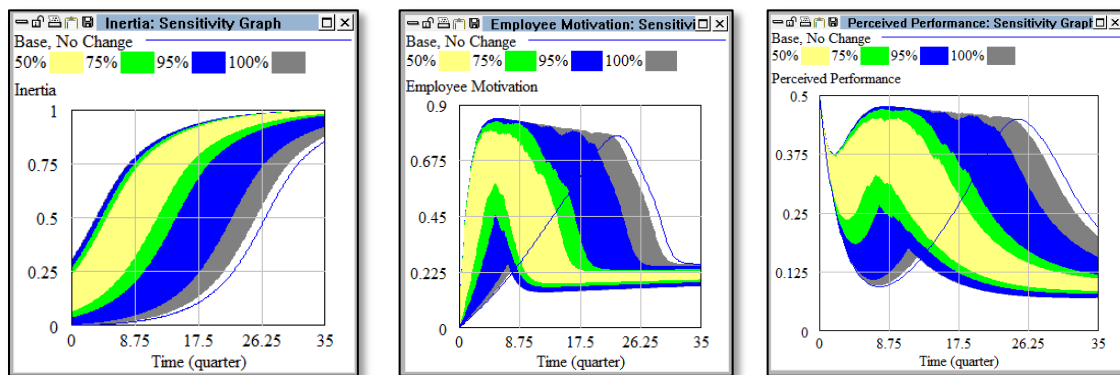 Inertia: Sensitivity Graph
Base, No Change
50% 75% 95% 100%
Inertia
1
0.75
0.5
0.25
0
0 8.75 17.5 26.25 35
Time (quarter)
Employee Motivation: Sensitivi
Base, No Change
50% 75% 95% 100%
Employee Motivation
0.9
0.675
0.45
0.225
0
0 8.75 17.5 26.25 35
Time (quarter)
Perceived Performance: Sensitivity Graph
Base, No Change
50% 75% 95% 100%
Perceived Performance
0.5
0.375
0.25
0.125
0
0 8.75 17.5 26.25 35
Time (quarter)